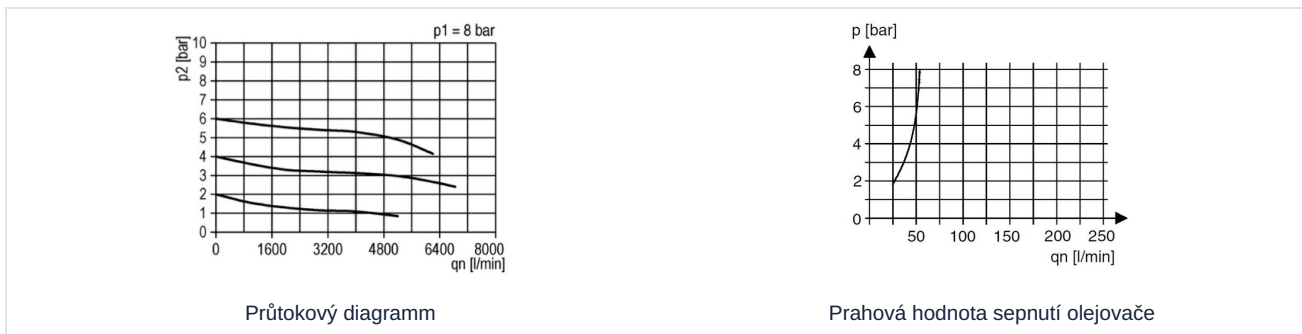 p1 = 8 bar
p2 [bar]
10
9
8
7
6
5
4
3
2
1
0
0 1600 3200 4800 6400 8000
qn [l/min]
Průtokový diagramm
p [bar]
8
6
4
2
0
50 100 150 200 250
qn [l/min]
Prahová hodnota sepnutí olejovače